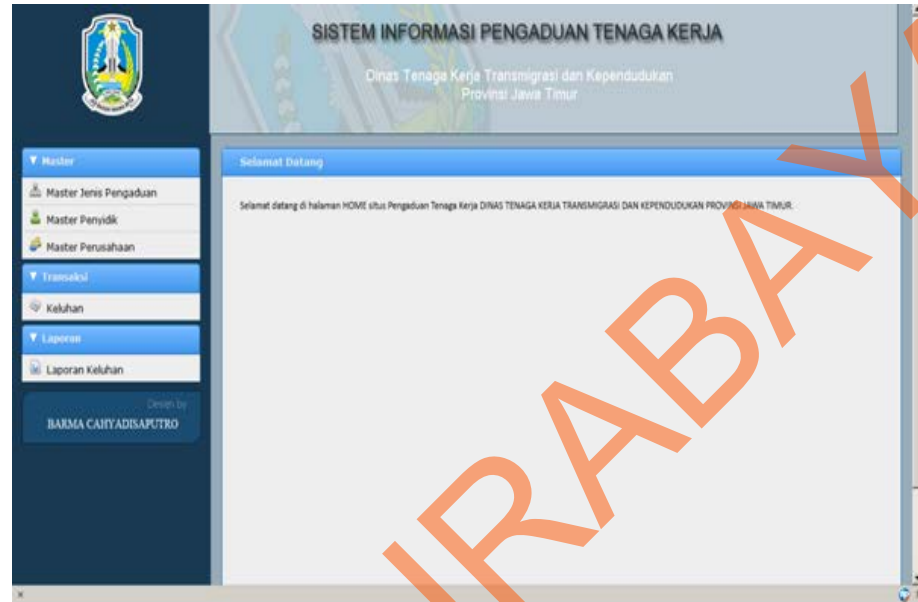 SISTEM INFORMASI PENGADUAN TENAGA KERJA
Dinas Tenaga Kerja Transmigrasi dan Kependudukan
Provinsi Jawa Timur
Master
Master Jenis Pengaduan
Master Penyidik
Master Perusahaan
Transaksi
Keluhan
Laporan
Laporan Keluhan
Design by
BARMA CAHYADISAPUTRO
Selamat Datang
Selamat datang di halaman HOME situs Pengaduan Tenaga Kerja DINAS TENAGA KERJA TRANSMIGRASI DAN KEPENDUDUKAN PROVINSI JAWA TIMUR.
RABAY